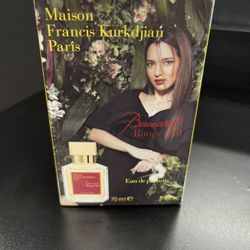 Maison
Francis Kurkdjian
Paris
Baccarat
Rouge 540
Eau de parfum
70 ml e